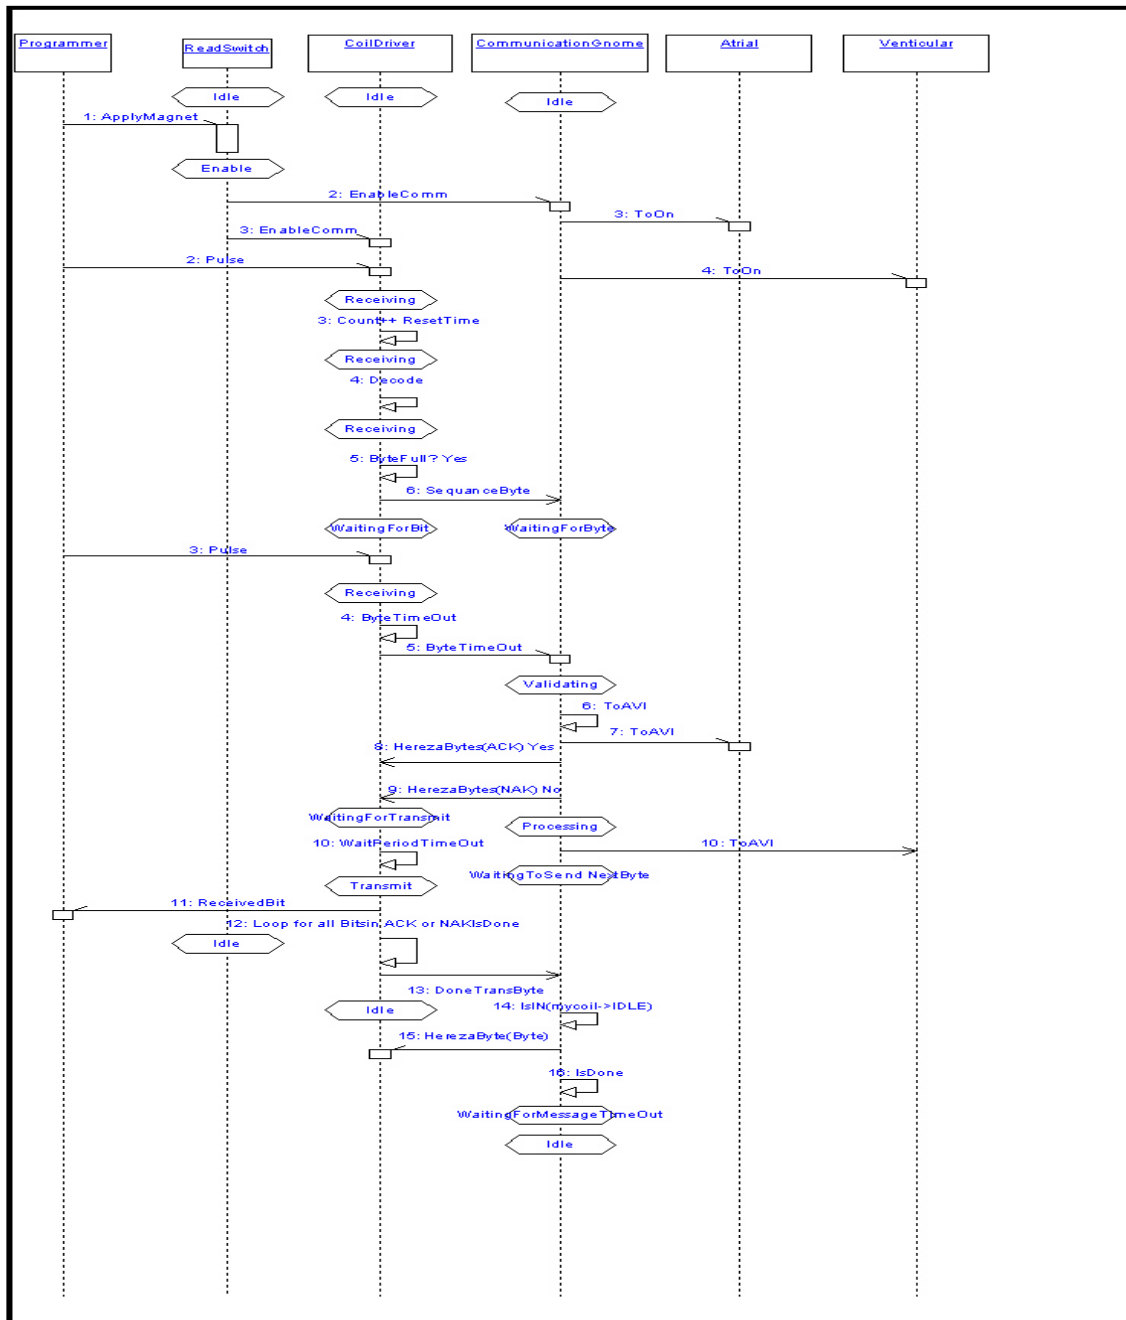 Programmer
ReadSwitch
CoilDriver
CommunicationGnome
Atrial
Venticular
Idle
Idle
Idle
1: ApplyMagnet
Enable
2: EnableComm
3: ToOn
3: EnableComm
2: Pulse
4: ToOn
Receiving
3: Count++ ResetTime
Receiving
4: Decode
Receiving
5: ByteFull? Yes
6: SequanceByte
WaitingForBit
WaitingForByte
3: Pulse
Receiving
4: ByteTimeOut
5: ByteTimeOut
Validating
6: ToAVI
7: ToAVI
8: HerezaBytes(ACK) Yes
9: HerezaBytes(NAK) No
WaitingForTransmit
Processing
10: WaitPeriodTimeOut
10: ToAVI
WaitingToSend NextByte
Transmit
11: ReceivedBit
12: Loop for all Bitsin ACK or NAKIsDone
Idle
13: DoneTransByte
Idle
14: IsIN(mycoil->IDLE)
15: HerezaByte(Byte)
16: IsDone
WaitingForMessageTimeOut
Idle